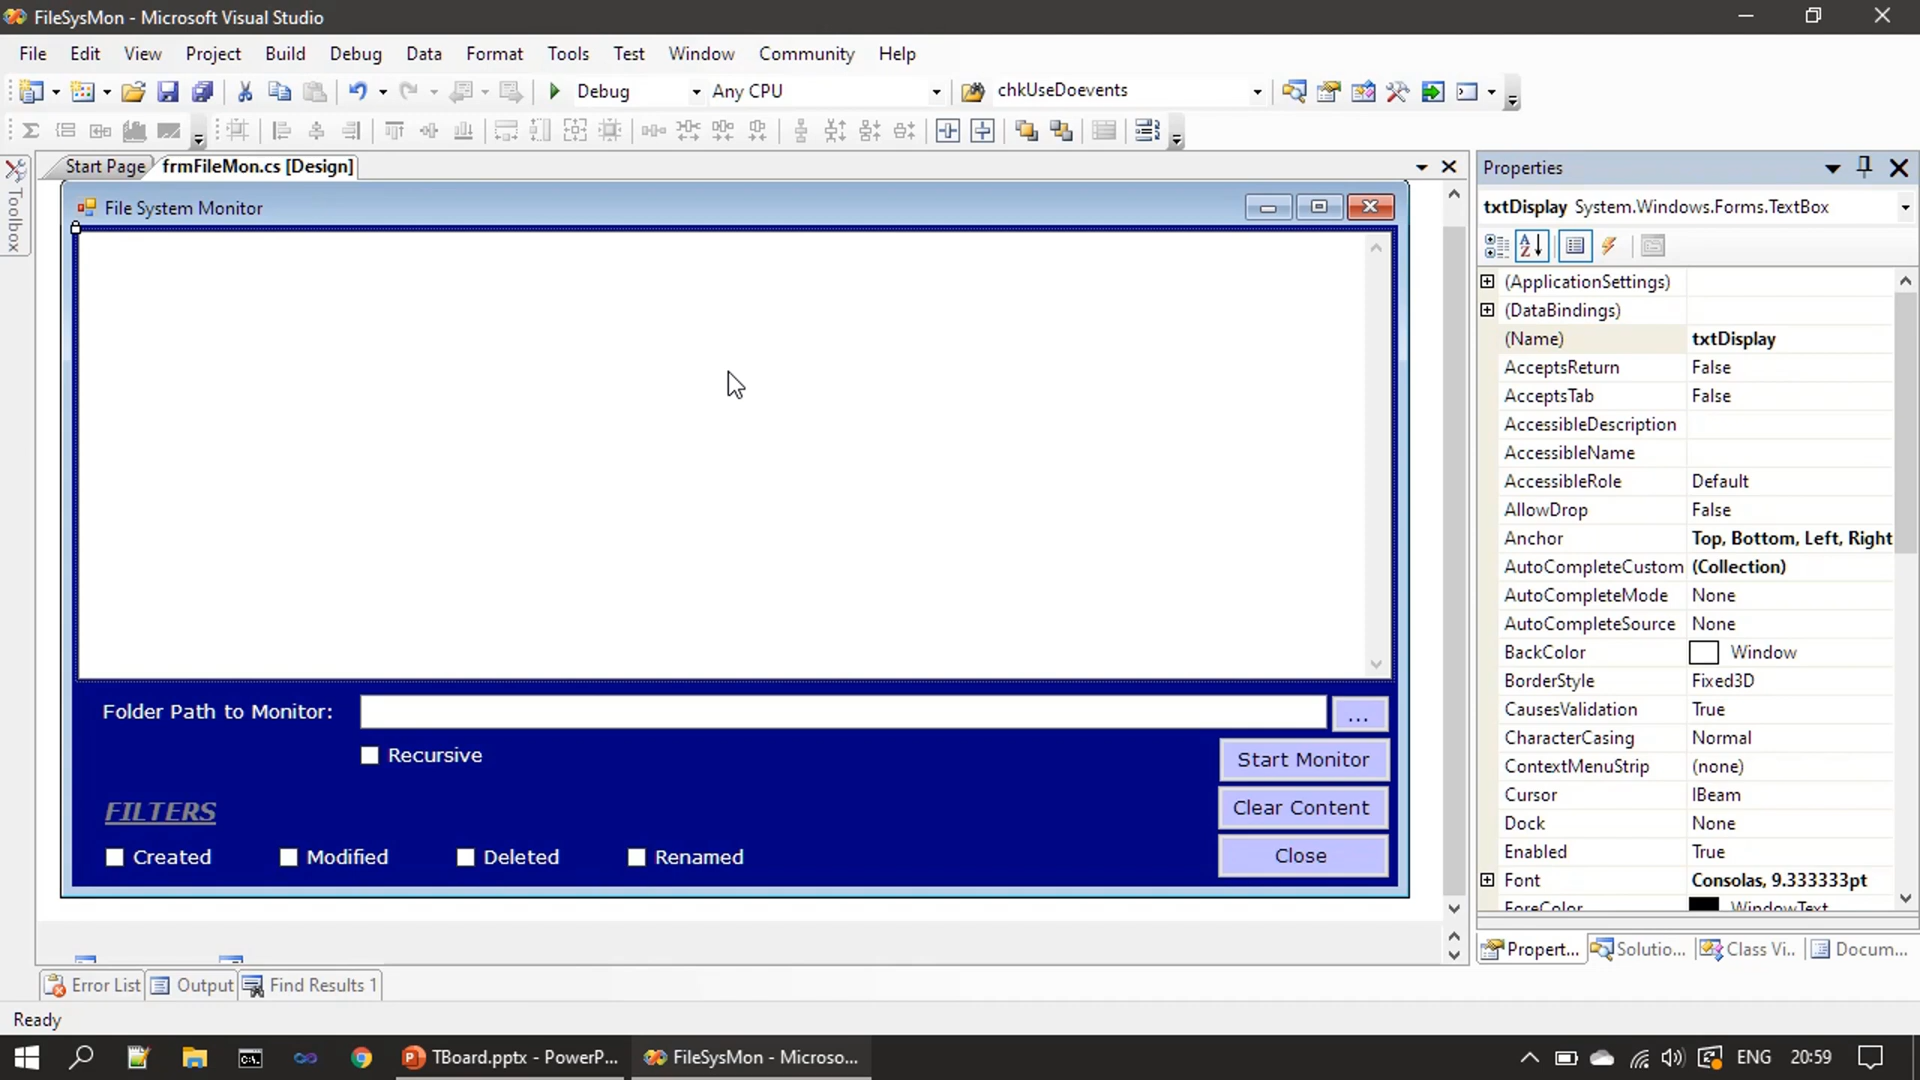 FileSysMon - Microsoft Visual Studio
File Edit View Project Build Debug Data Format Tools Test Window Community Help
Debug Any CPU chkUseDoevents
Toolbox
Start Page frmFileMon.cs [Design]
File System Monitor
Folder Path to Monitor: ...
Recursive
Start Monitor
FILTERS
Clear Content
Created Modified Deleted Renamed
Close
Properties
txtDisplay System.Windows.Forms.TextBox
(ApplicationSettings)
(DataBindings)
(Name) txtDisplay
AcceptsReturn False
AcceptsTab False
AccessibleDescription
AccessibleName
AccessibleRole Default
AllowDrop False
Anchor Top, Bottom, Left, Right
AutoCompleteCustom (Collection)
AutoCompleteMode None
AutoCompleteSource None
BackColor Window
BorderStyle Fixed3D
CausesValidation True
CharacterCasing Normal
ContextMenuStrip (none)
Cursor IBeam
Dock None
Enabled True
Font Consolas, 9.333333pt
ForeColor WindowText
Propert... Solutio... Class Vi... Docum...
Error List Output Find Results 1
Ready
TBoard.pptx - PowerP... FileSysMon - Microso... ENG 20:59